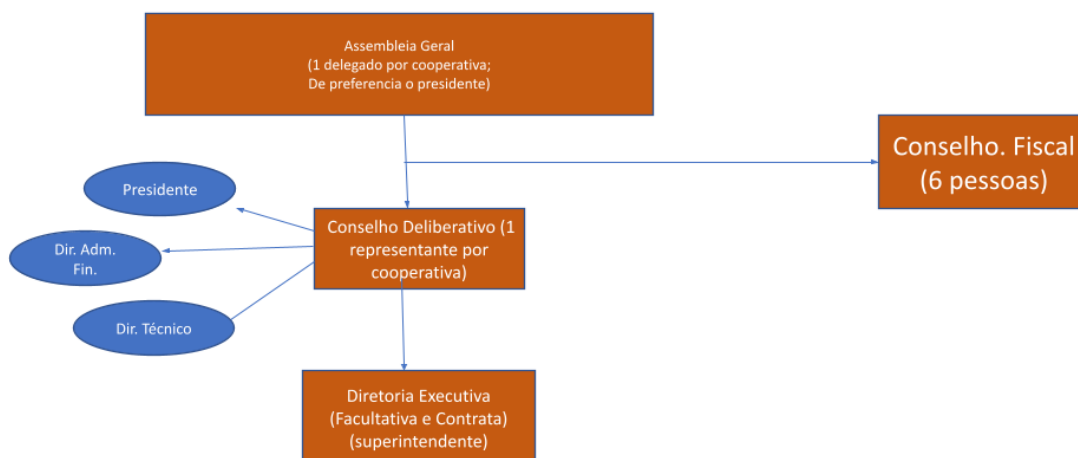 Assembleia Geral
(1 delegado por cooperativa;
De preferencia o presidente)
Conselho. Fiscal
(6 pessoas)
Presidente
Conselho Deliberativo (1
representante por
cooperativa)
Dir. Adm.
Fin.
Dir. Técnico
Diretoria Executiva
(Facultativa e Contrata)
(superintendente)